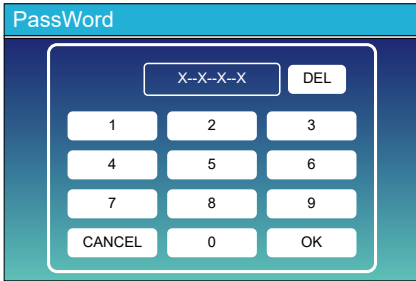 PassWord
X--X--X--X DEL
1 2 3
4 5 6
7 8 9
CANCEL 0 OK